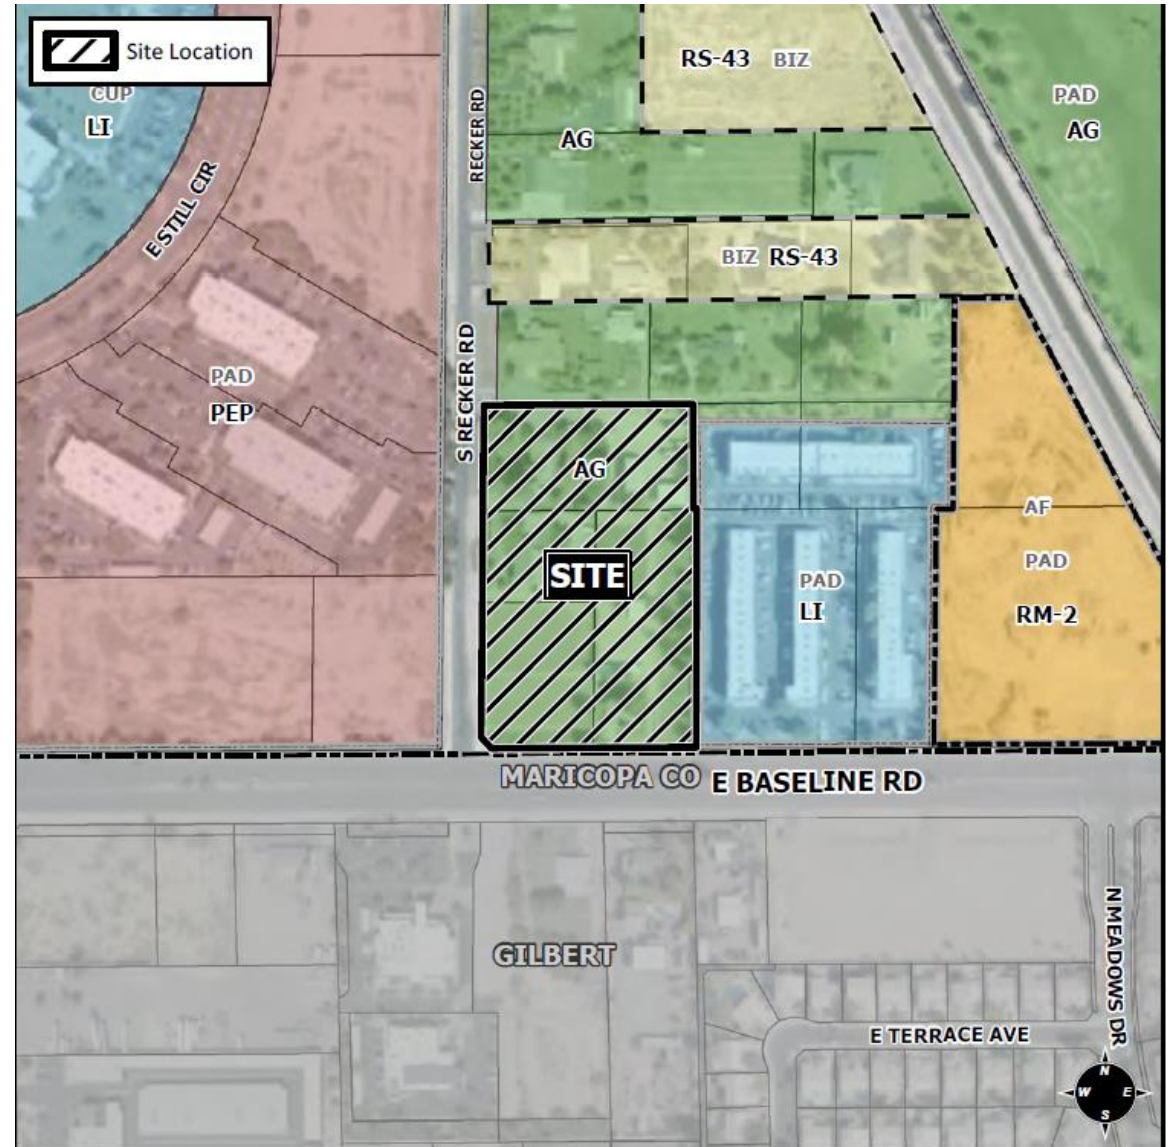 Site Location
CUP
LI
E STILL CIR
RECKER RD
AG
RS-43 BIZ
PAD
AG
BIZ RS-43
PAD
PEP
S RECKER RD
AG
SITE
PAD
LI
AF
PAD
RM-2
MARICOPA CO
E BASELINE RD
GILBERT
N MEADOWS DR
E TERRACE AVE
N
W E
S